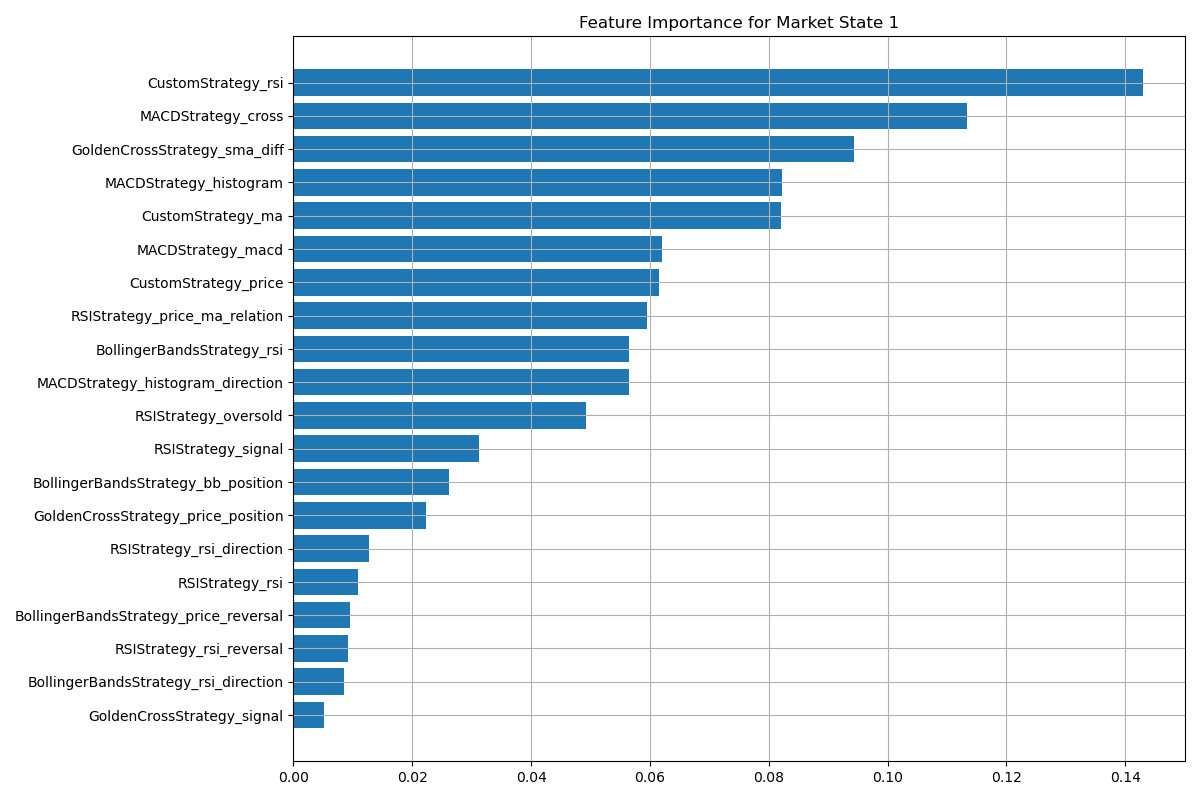 Feature Importance for Market State 1
CustomStrategy_rsi
MACDStrategy_cross
GoldenCrossStrategy_sma_diff
MACDStrategy_histogram
CustomStrategy_ma
MACDStrategy_macd
CustomStrategy_price
RSIStrategy_price_ma_relation
BollingerBandsStrategy_rsi
MACDStrategy_histogram_direction
RSIStrategy_oversold
RSIStrategy_signal
BollingerBandsStrategy_bb_position
GoldenCrossStrategy_price_position
RSIStrategy_rsi_direction
RSIStrategy_rsi
BollingerBandsStrategy_price_reversal
RSIStrategy_rsi_reversal
BollingerBandsStrategy_rsi_direction
GoldenCrossStrategy_signal
0.00 0.02 0.04 0.06 0.08 0.10 0.12 0.14